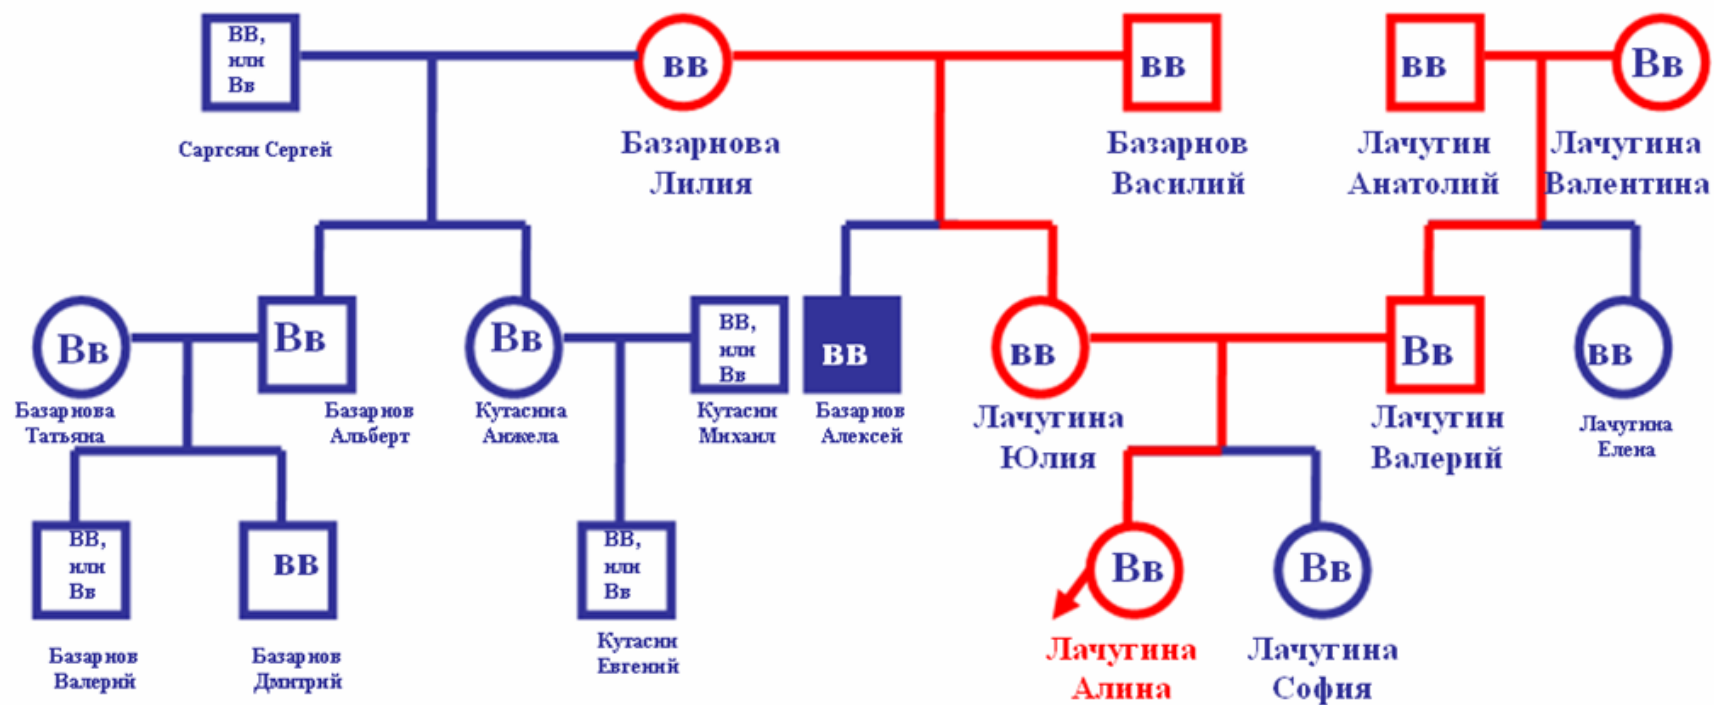 ВВ,
или
Вв
вв
вв
вв
Вв
Саргсян Сергей
Базарнова
Лилия
Базарнов
Василий
Лачугин
Анатолий
Лачугина
Валентина
Вв
Вв
Вв
ВВ,
или
Вв
вв
вв
Вв
вв
Базарнова
Татьяна
Базарнов
Альберт
Кутасина
Анжела
Кутасин
Михаил
Базарнов
Алексей
Лачугина
Юлия
Лачугин
Валерий
Лачугина
Елена
ВВ,
или
Вв
вв
ВВ,
или
Вв
Вв
Вв
Базарнов
Валерий
Базарнов
Дмитрий
Кутасин
Евгений
Лачугина
Алина
Лачугина
София